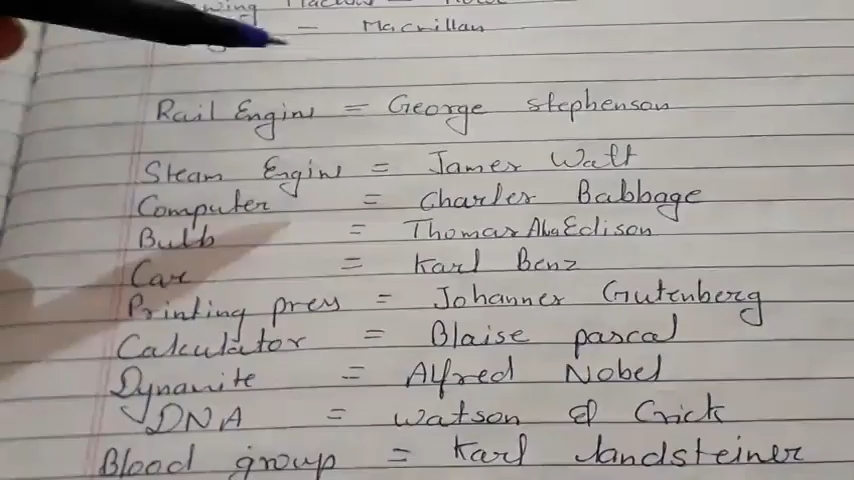 – Macmillan
Rail Engine = George Stephenson
Steam Engine = James Watt
Computer = Charles Babbage
Bulb = Thomas Alva Edison
Car = Karl Benz
Printing press = Johannes Gutenberg
Calculator = Blaise pascal
Dynamite = Alfred Nobel
DNA = Watson & Crick
Blood group = Karl landsteiner